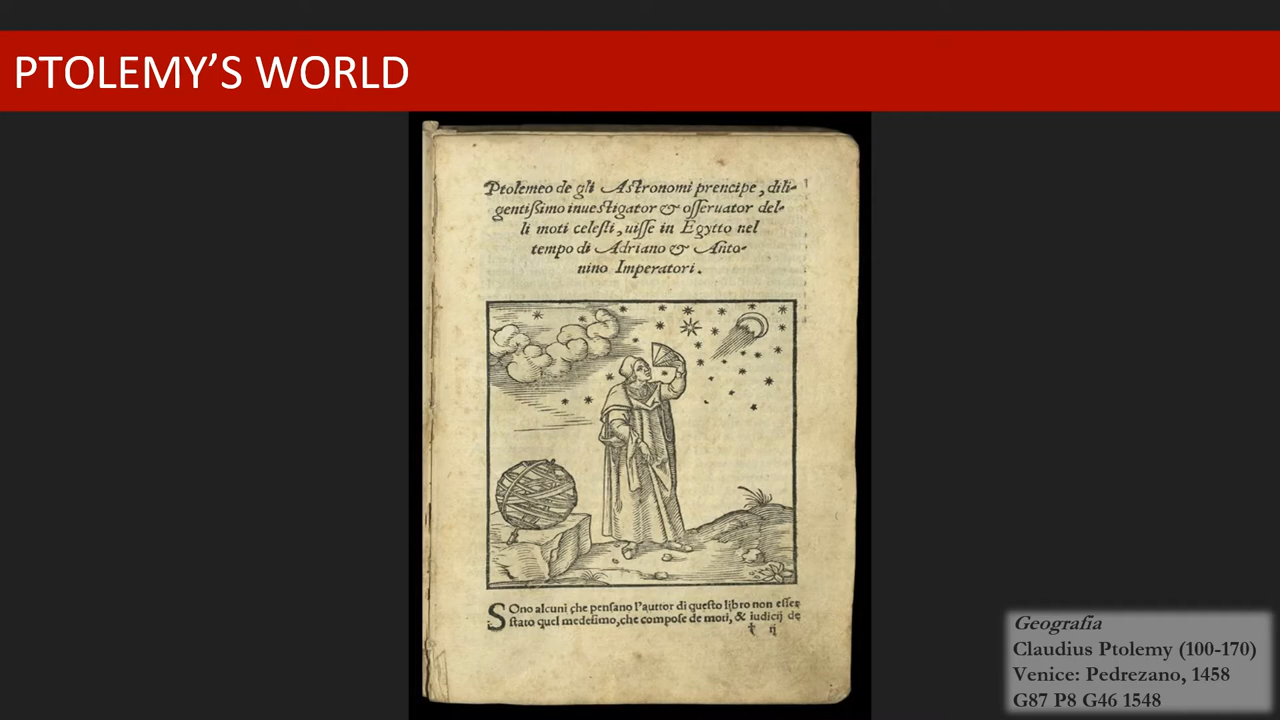 PTOLEMY’S WORLD
Ptolemeo de gli Astronomi prencipe, dili-
gentißimo inuestigator & osseruator del-
li moti celesti, uisse in Egytto nel
tempo di Adriano & Anto-
nino Imperatori.
SOno alcuni che pensano l'auttor di questo libro non esser
stato quel medesimo, che compose de moti, & iudicij de
† ij
Geografia
Claudius Ptolemy (100-170)
Venice: Pedrezano, 1458
G87 P8 G46 1548